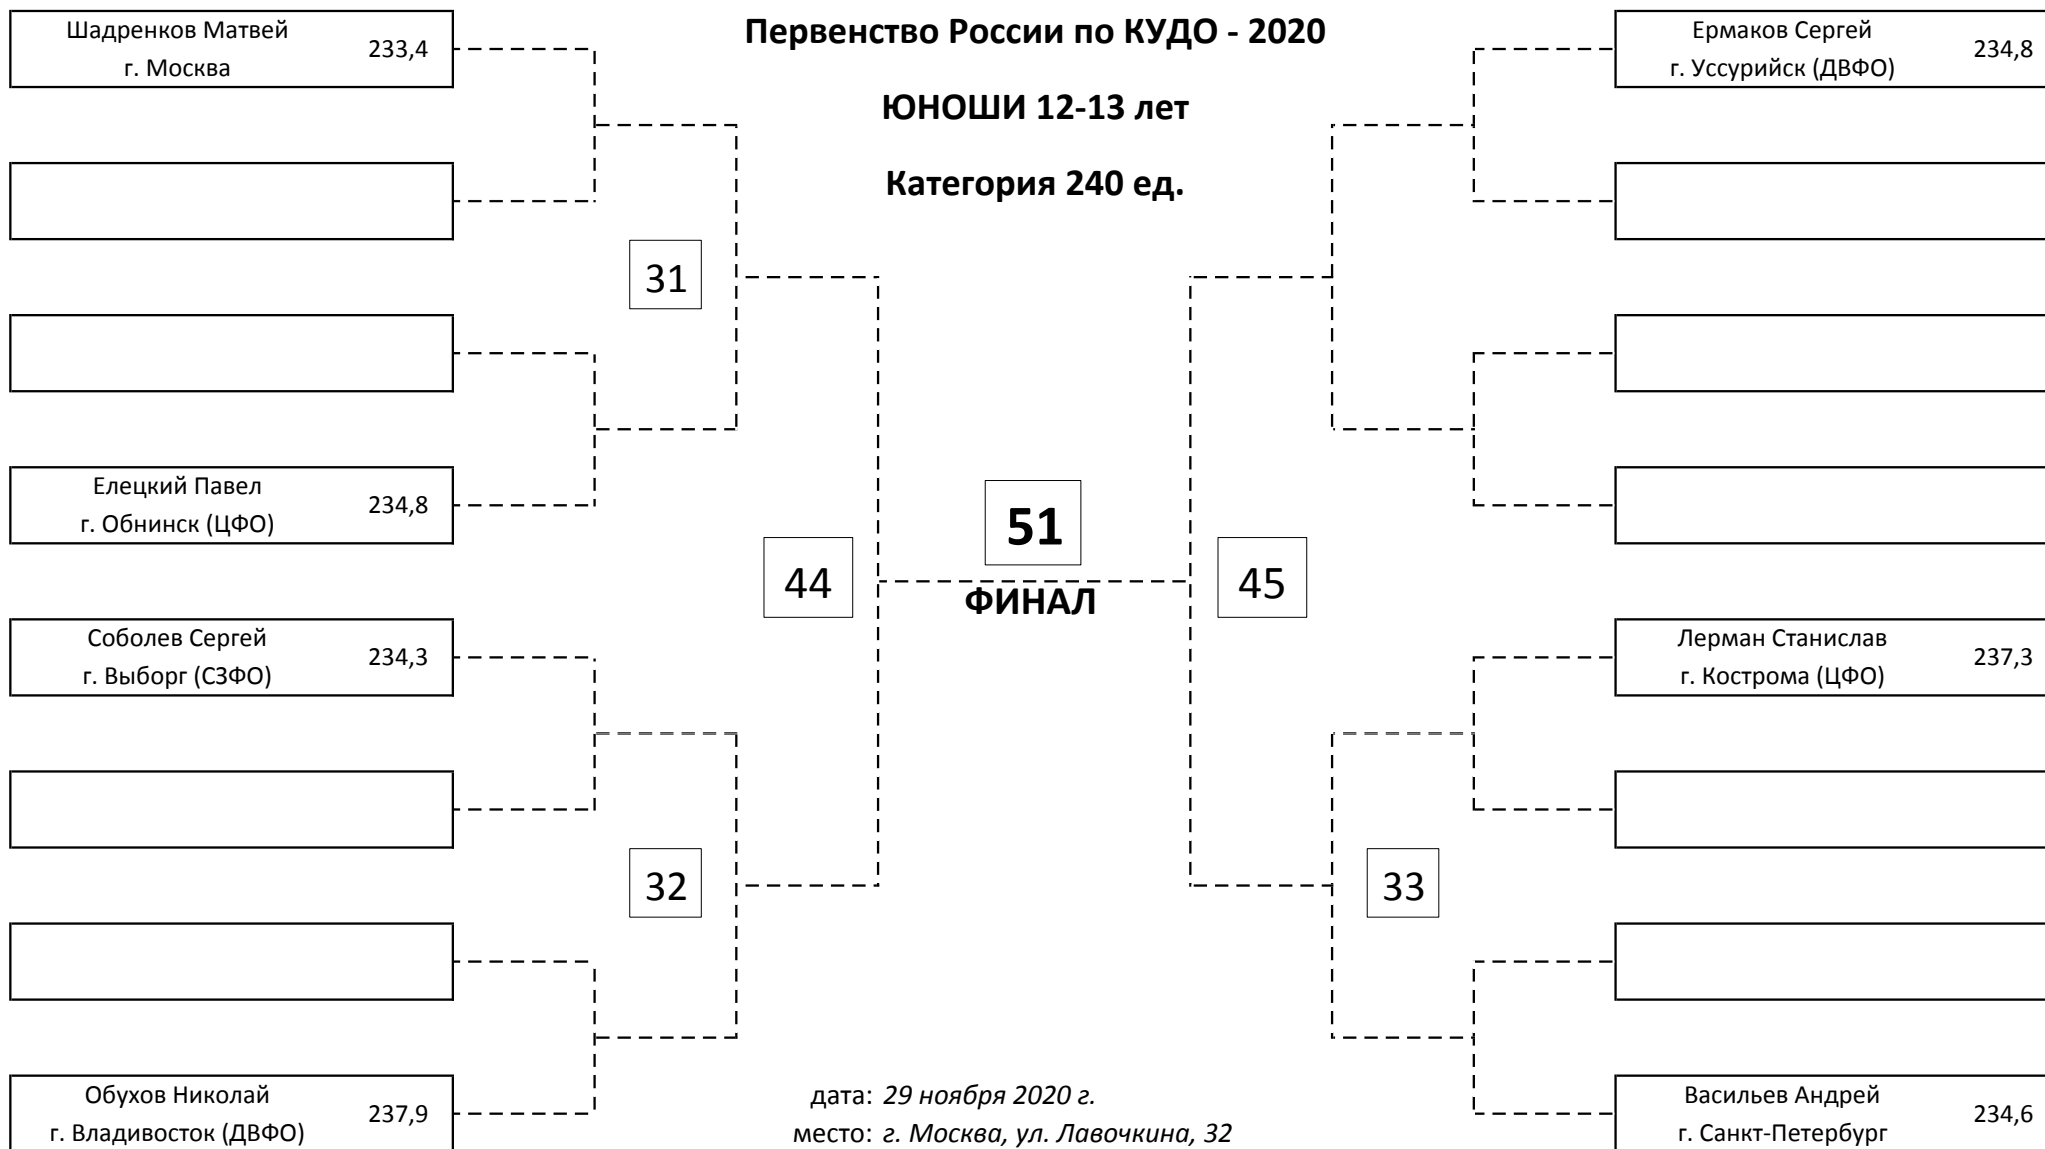 Первенство России по КУДО - 2020
ЮНОШИ 12-13 лет
Категория 240 ед.
Шадренков Матвей
г. Москва
233,4
31
Елецкий Павел
г. Обнинск (ЦФО)
234,8
44
Соболев Сергей
г. Выборг (СЗФО)
234,3
32
Обухов Николай
г. Владивосток (ДВФО)
237,9
51
ФИНАЛ
Ермаков Сергей
г. Уссурийск (ДВФО)
234,8
45
Лерман Станислав
г. Кострома (ЦФО)
237,3
33
Васильев Андрей
г. Санкт-Петербург
234,6
дата: 29 ноября 2020 г.
место: г. Москва, ул. Лавочкина, 32